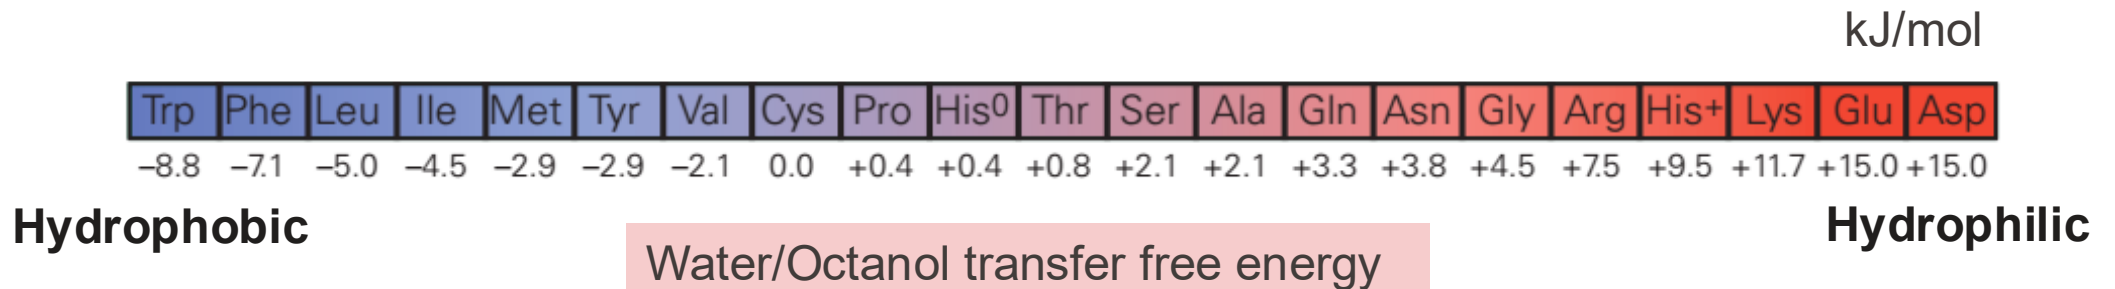 kJ/mol
Trp Phe Leu Ile Met Tyr Val Cys Pro His⁰ Thr Ser Ala Gln Asn Gly Arg His+ Lys Glu Asp
–8.8 –7.1 –5.0 –4.5 –2.9 –2.9 –2.1 0.0 +0.4 +0.4 +0.8 +2.1 +2.1 +3.3 +3.8 +4.5 +7.5 +9.5 +11.7 +15.0 +15.0
Hydrophobic Hydrophilic
Water/Octanol transfer free energy